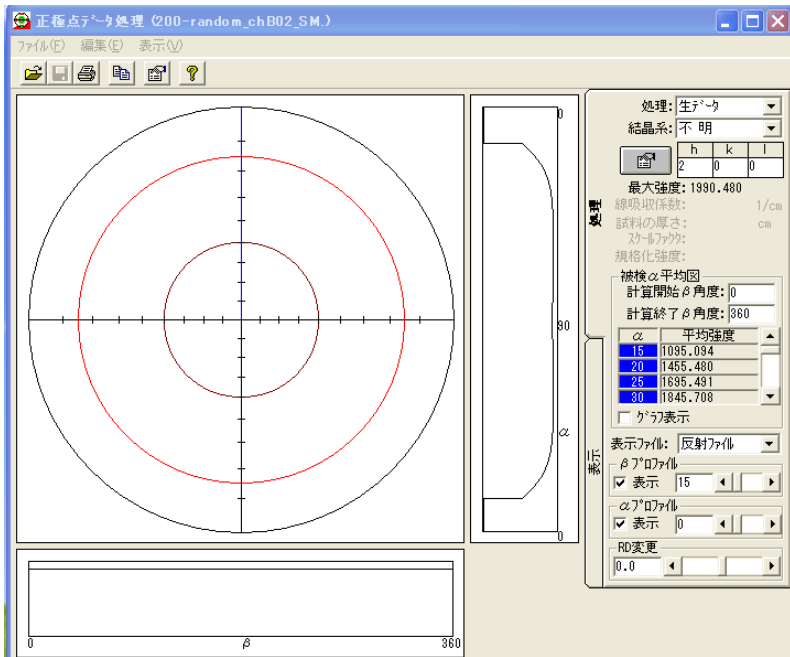 正極点データ処理 (200-random_chB02_SM.)
ファイル(F) 編集(E) 表示(V)
処理: 生データ
結晶系: 不 明
h k l
2 0 0
最大強度: 1990.480
線吸収係数: 1/cm
試料の厚さ: cm
スケールファクタ:
規格化強度:
被検α平均図
計算開始β角度: 0
計算終了β角度: 360
α 平均強度
15 1095.094
20 1455.480
25 1695.491
30 1845.708
グラフ表示
表示ファイル: 反射ファイル
βプロファイル
表示 15
αプロファイル
表示 0
RD変更
0.0
処理
表示
0
90
α
0
0 β 360